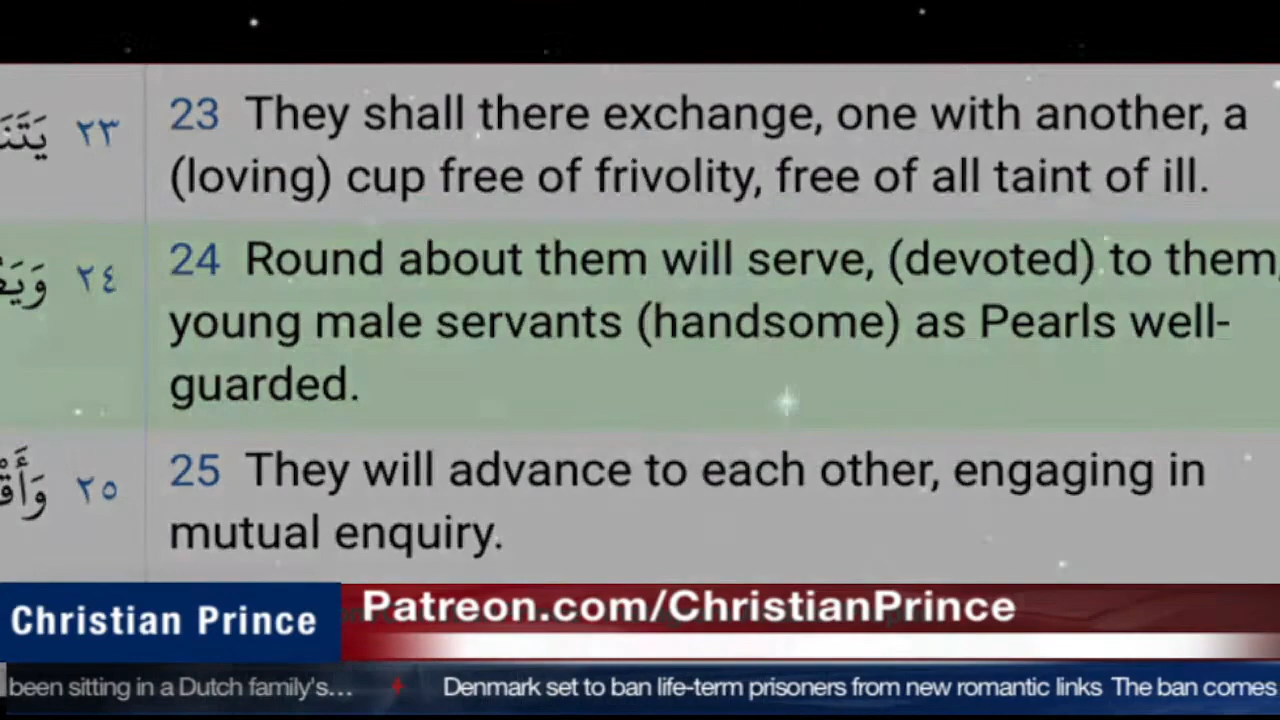 ٢٣ 23 They shall there exchange, one with another, a
(loving) cup free of frivolity, free of all taint of ill.
٢٤ 24 Round about them will serve, (devoted) to them,
young male servants (handsome) as Pearls well-
guarded.
٢٥ 25 They will advance to each other, engaging in
mutual enquiry.
Christian Prince
Patreon.com/ChristianPrince
been sitting in a Dutch family's... Denmark set to ban life-term prisoners from new romantic links The ban comes